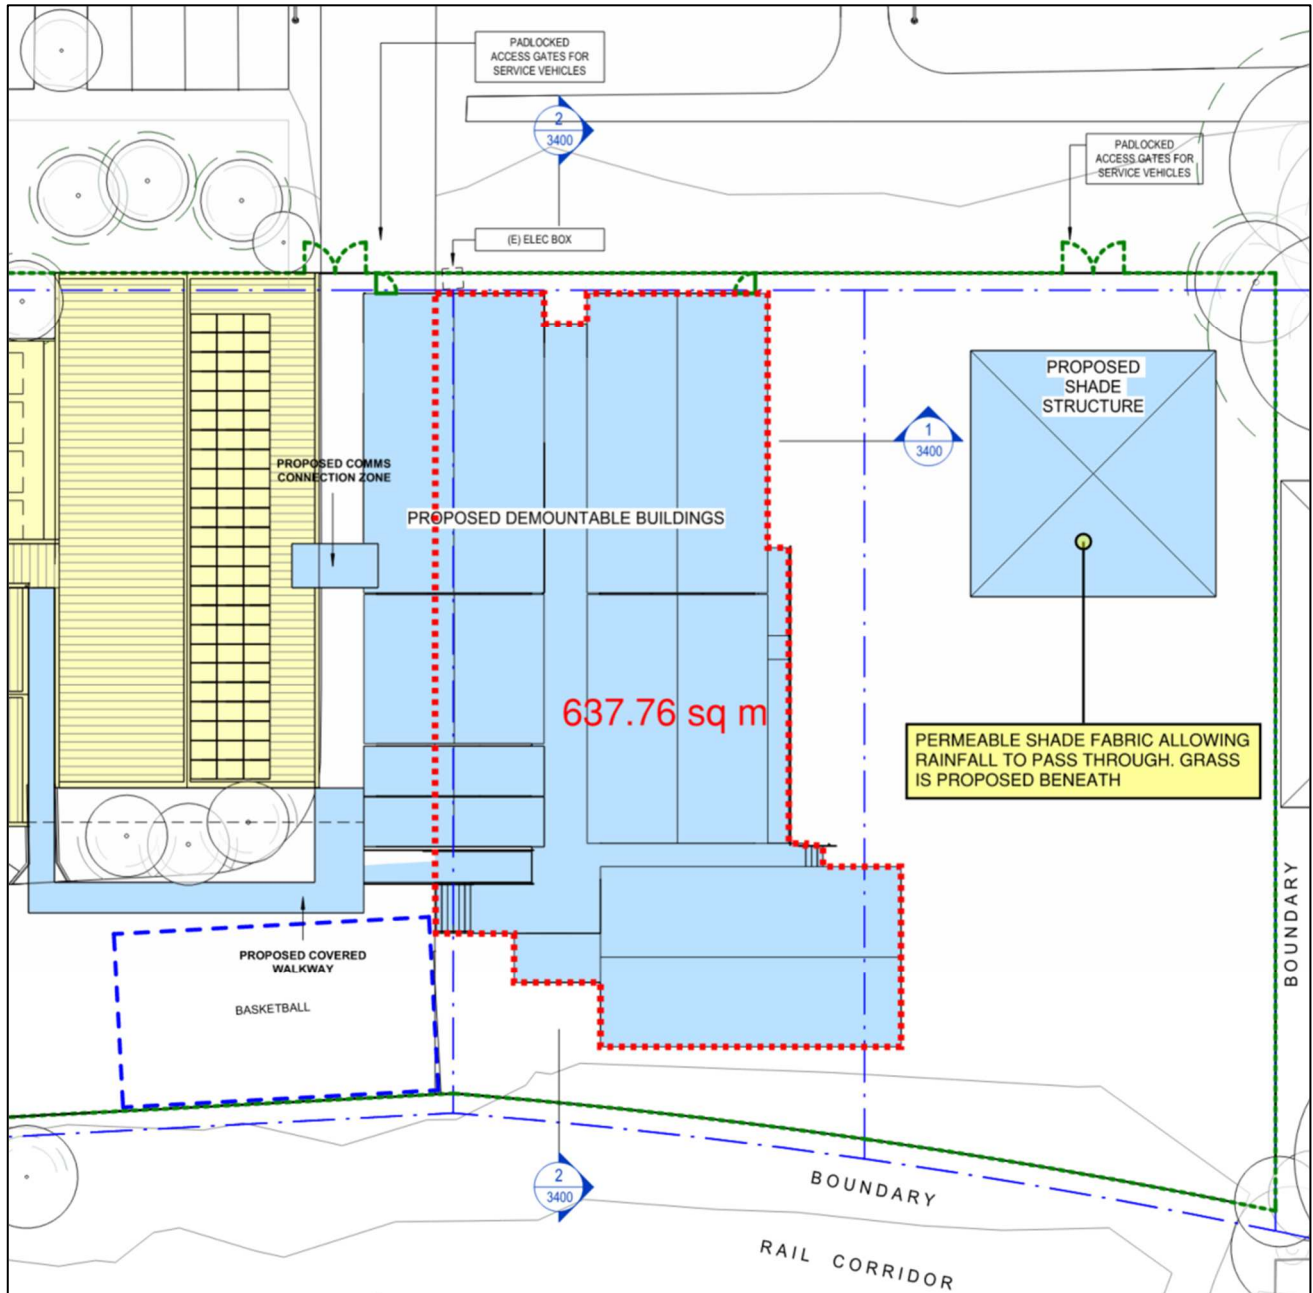 PADLOCKED
ACCESS GATES FOR
SERVICE VEHICLES
2
3400
PADLOCKED
ACCESS GATES FOR
SERVICE VEHICLES
(E) ELEC BOX
PROPOSED
SHADE
STRUCTURE
1
3400
PROPOSED COMMS
CONNECTION ZONE
PROPOSED DEMOUNTABLE BUILDINGS
637.76 sq m
PERMEABLE SHADE FABRIC ALLOWING
RAINFALL TO PASS THROUGH. GRASS
IS PROPOSED BENEATH
BOUNDARY
PROPOSED COVERED
WALKWAY
BASKETBALL
2
3400
BOUNDARY
RAIL CORRIDOR